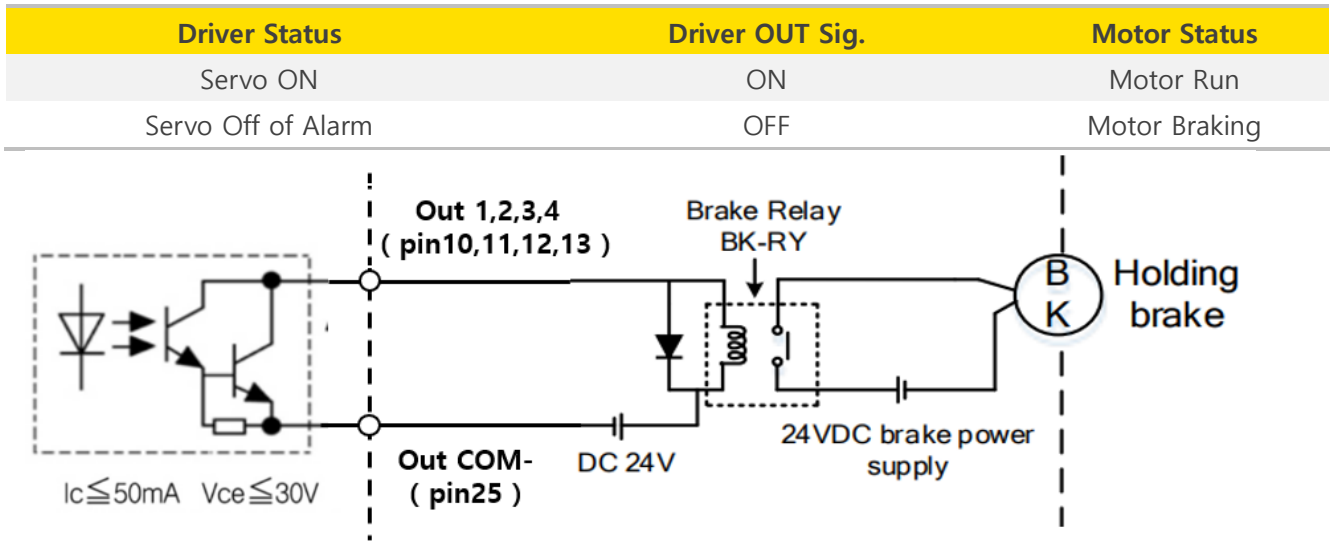 Driver Status Driver OUT Sig. Motor Status
Servo ON ON Motor Run
Servo Off of Alarm OFF Motor Braking
Out 1,2,3,4
( pin10,11,12,13 )
Brake Relay
BK-RY
B
K
Holding
brake
Out COM-
( pin25 )
DC 24V
24VDC brake power
supply
Ic≦50mA Vce≦30V